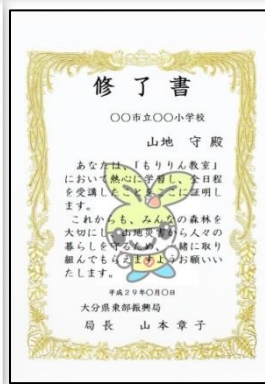 修了書
〇〇市立〇〇小学校
山地　守 殿
あなたは、「もりりん教室」
において熱心に学習し、全日程
を受講したことをここに証明し
ます。
これからも、みんなの森林を
大切にし、山地災害から人々の
暮らしを守るため、一緒に取り
組んでもらえますようお願いい
たします。
平成２９年〇月〇日
大分県東部振興局
局長　山本章子